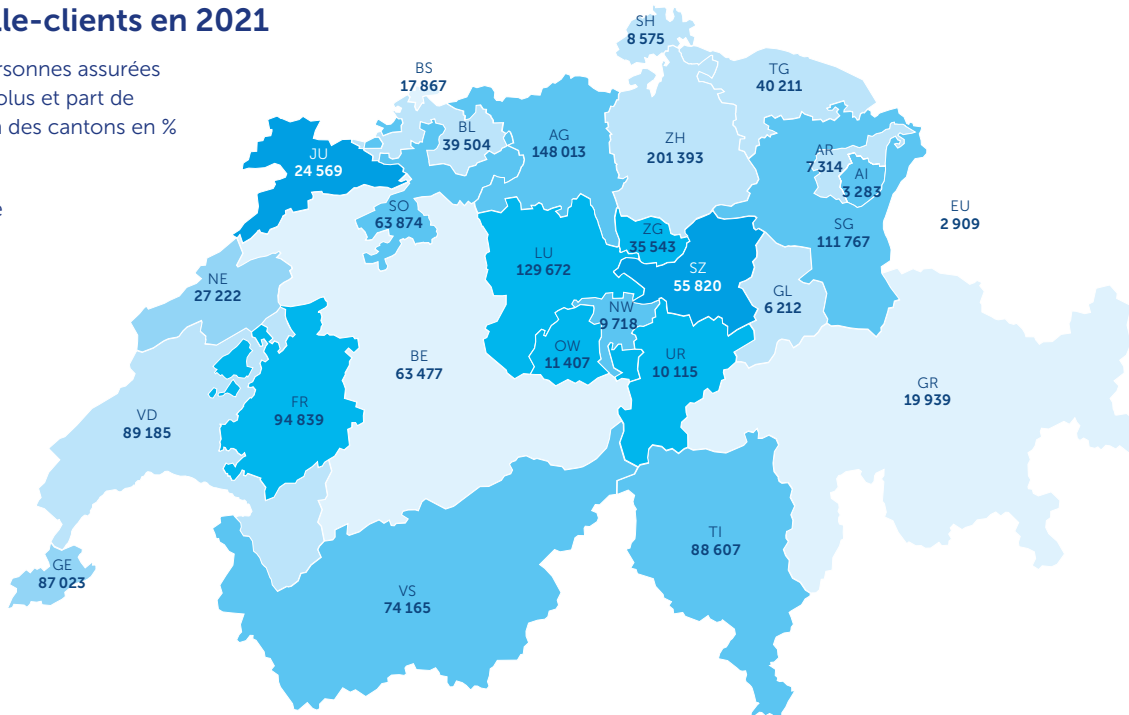 lle-clients en 2021
rsonnes assurées
plus et part de
des cantons en %
SH
8 575
BS
17 867
TG
40 211
BL
39 504
AG
148 013
ZH
201 393
JU
24 569
AR
7 314
AI
3 283
SO
63 874
EU
2 909
ZG
35 543
SG
111 767
LU
129 672
SZ
55 820
NE
27 222
GL
6 212
NW
9 718
OW
11 407
UR
10 115
BE
63 477
GR
19 939
FR
94 839
VD
89 185
TI
88 607
GE
87 023
VS
74 165